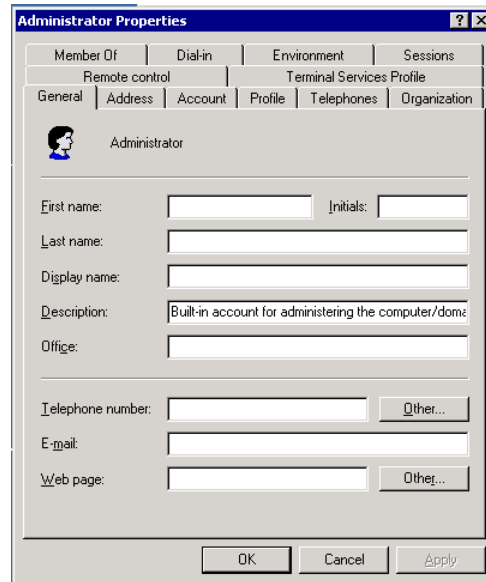 Administrator Properties
Member Of Dial-in Environment Sessions
Remote control Terminal Services Profile
General Address Account Profile Telephones Organization
Administrator
First name: Initials:
Last name:
Display name:
Description: Built-in account for administering the computer/doma
Office:
Telephone number: Other...
E-mail:
Web page: Other...
OK Cancel Apply